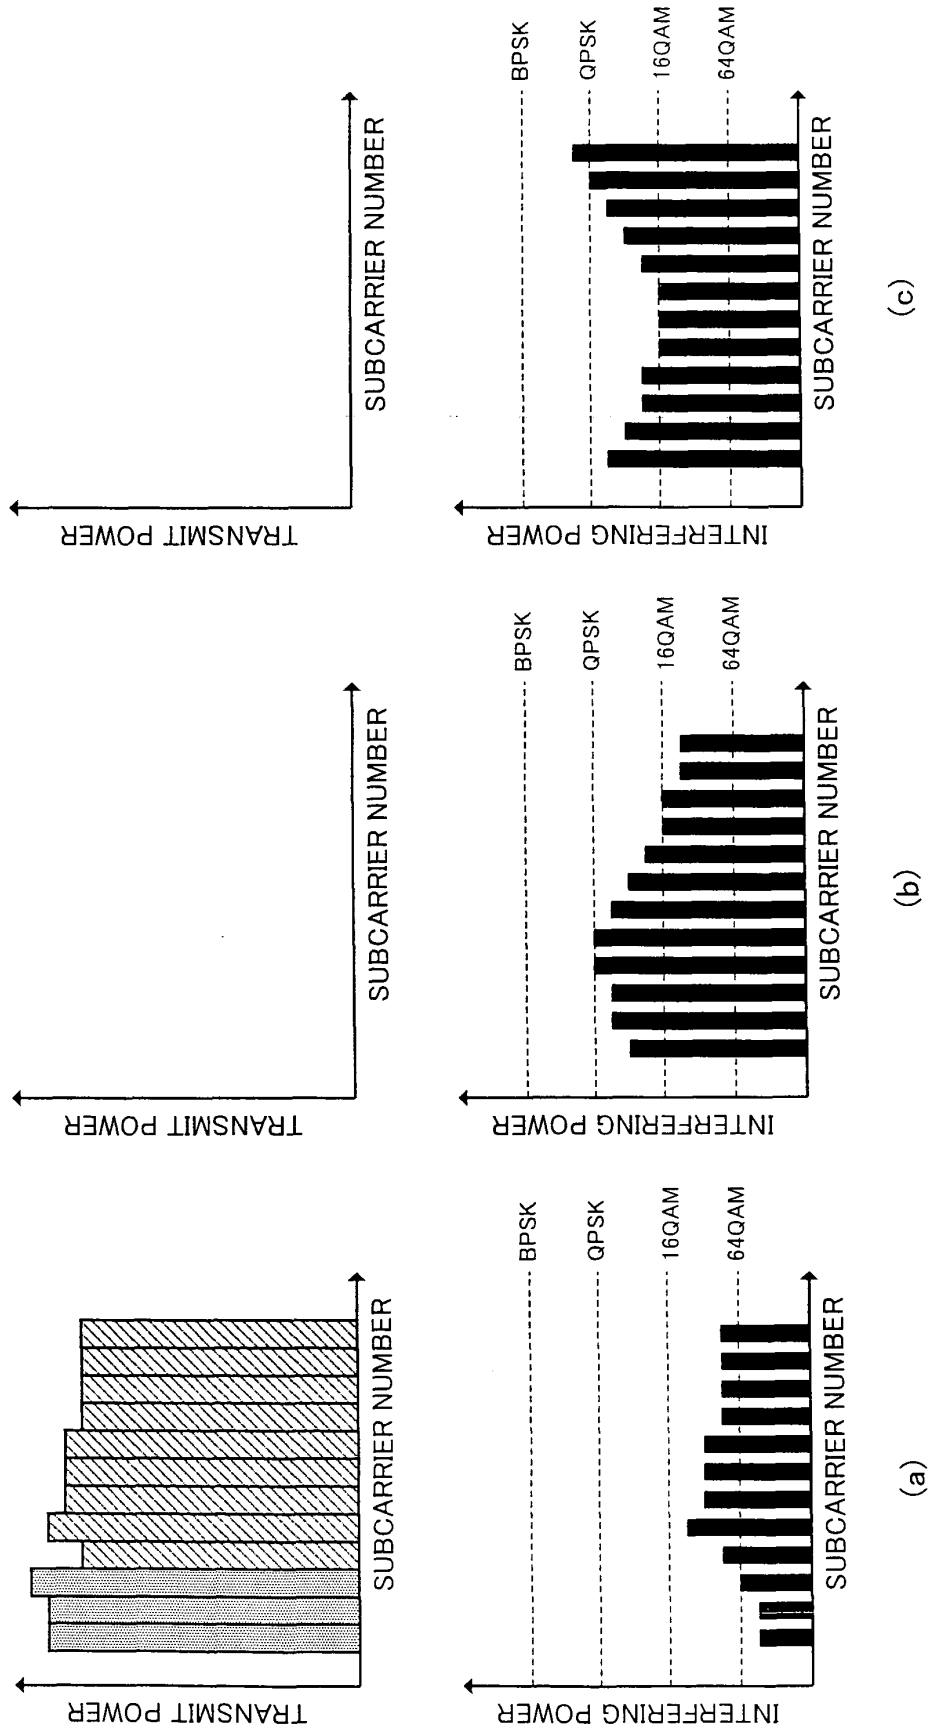 TRANSMIT POWER
SUBCARRIER NUMBER
INTERFERING POWER
BPSK
QPSK
16QAM
64QAM
SUBCARRIER NUMBER
(a)
TRANSMIT POWER
SUBCARRIER NUMBER
INTERFERING POWER
BPSK
QPSK
16QAM
64QAM
SUBCARRIER NUMBER
(b)
TRANSMIT POWER
SUBCARRIER NUMBER
INTERFERING POWER
BPSK
QPSK
16QAM
64QAM
SUBCARRIER NUMBER
(c)